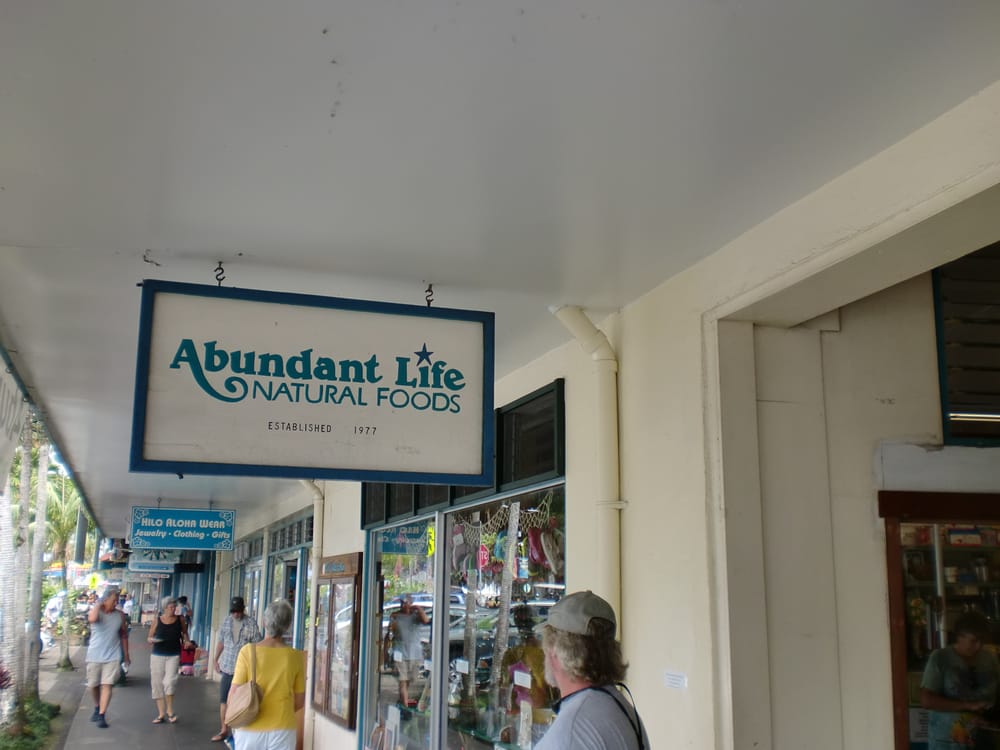 Abundant Life
NATURAL FOODS
ESTABLISHED 1977
HILO ALOHA WEAR
Jewelry · Clothing · Gifts